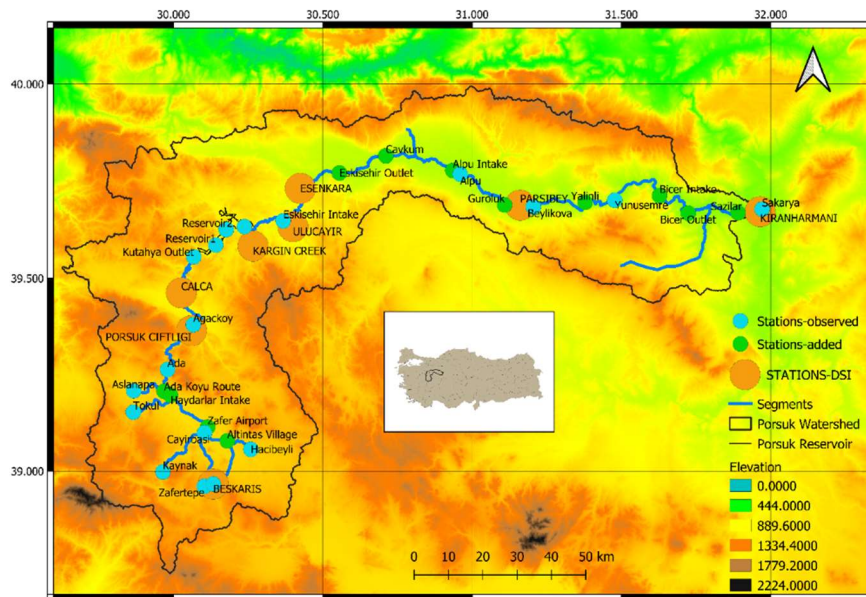 30.000 30.500 31.000 31.500 32.000
40.000
Caykum
Alpu Intake
Eskisehir Outlet
Alpu
ESENKARA
Guroluk
PARSIBEY
Yalinli
Bicer Intake
Beylikova
Yunusemre
Sazilar
Sakarya
Bicer Outlet
KIRANHARMANI
Eskisehir Intake
Reservoir2
ULUCAYIR
Reservoir1
Kutahya Outlet
KARGIN CREEK
39.500
CALCA
Agackoy
PORSUK CIFTLIGI
Ada
Aslanapa
Ada Koyu Route
Haydarlar Intake
Tokul
Zafer Airport
Cayirbasi
Altintas Village
Hacibeyli
39.000
Kaynak
Zafertepe
BESKARIS
Stations-observed
Stations-added
STATIONS-DSI
Segments
Porsuk Watershed
Porsuk Reservoir
Elevation
0.0000
444.0000
889.6000
1334.4000
1779.2000
2224.0000
0 10 20 30 40 50 km